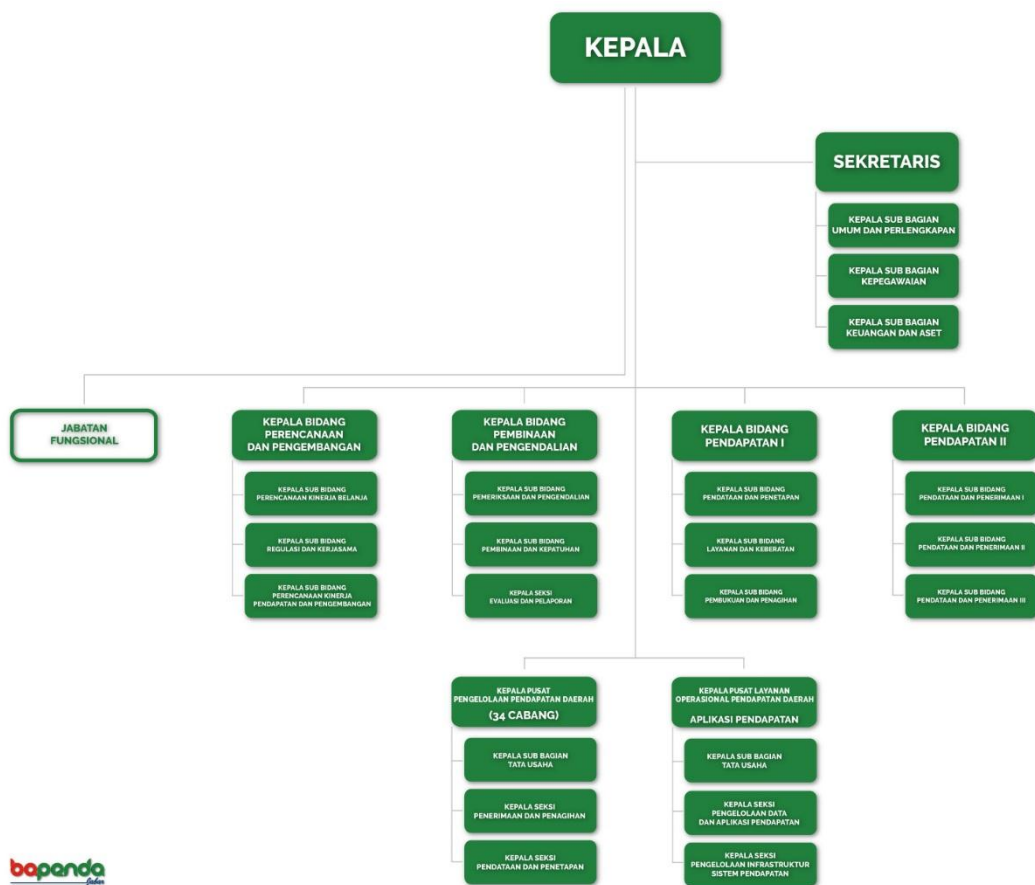 KEPALA
SEKRETARIS
KEPALA SUB BAGIAN
UMUM DAN PERLENGKAPAN
KEPALA SUB BAGIAN
KEPEGAWAIAN
KEPALA SUB BAGIAN
KEUANGAN DAN ASET
JABATAN
FUNGSIONAL
KEPALA BIDANG
PERENCANAAN
DAN PENGEMBANGAN
KEPALA SUB BIDANG
PERENCANAAN KINERJA BELANJA
KEPALA SUB BIDANG
REGULASI DAN KERJASAMA
KEPALA SUB BIDANG
PERENCANAAN KINERJA
PENDAPATAN DAN PENGEMBANGAN
KEPALA BIDANG
PEMBINAAN
DAN PENGENDALIAN
KEPALA SUB BIDANG
PEMERIKSAAN DAN PENGENDALIAN
KEPALA SUB BIDANG
PEMBINAAN DAN KEPATUHAN
KEPALA SEKSI
EVALUASI DAN PELAPORAN
KEPALA BIDANG
PENDAPATAN I
KEPALA SUB BIDANG
PENDATAAN DAN PENETAPAN
KEPALA SUB BIDANG
LAYANAN DAN KEBERATAN
KEPALA SUB BIDANG
PEMBUKUAN DAN PENAGIHAN
KEPALA BIDANG
PENDAPATAN II
KEPALA SUB BIDANG
PENDATAAN DAN PENERIMAAN I
KEPALA SUB BIDANG
PENDATAAN DAN PENERIMAAN II
KEPALA SUB BIDANG
PENDATAAN DAN PENERIMAAN III
KEPALA PUSAT
PENGELOLAAN PENDAPATAN DAERAH
(34 CABANG)
KEPALA SUB BAGIAN
TATA USAHA
KEPALA SEKSI
PENERIMAAN DAN PENAGIHAN
KEPALA SEKSI
PENDATAAN DAN PENETAPAN
KEPALA PUSAT LAYANAN
OPERASIONAL PENDAPATAN DAERAH
APLIKASI PENDAPATAN
KEPALA SUB BAGIAN
TATA USAHA
KEPALA SEKSI
PENGELOLAAN DATA
DAN APLIKASI PENDAPATAN
KEPALA SEKSI
PENGELOLAAN INFRASTRUKTUR
SISTEM PENDAPATAN
bapenda
Jabar